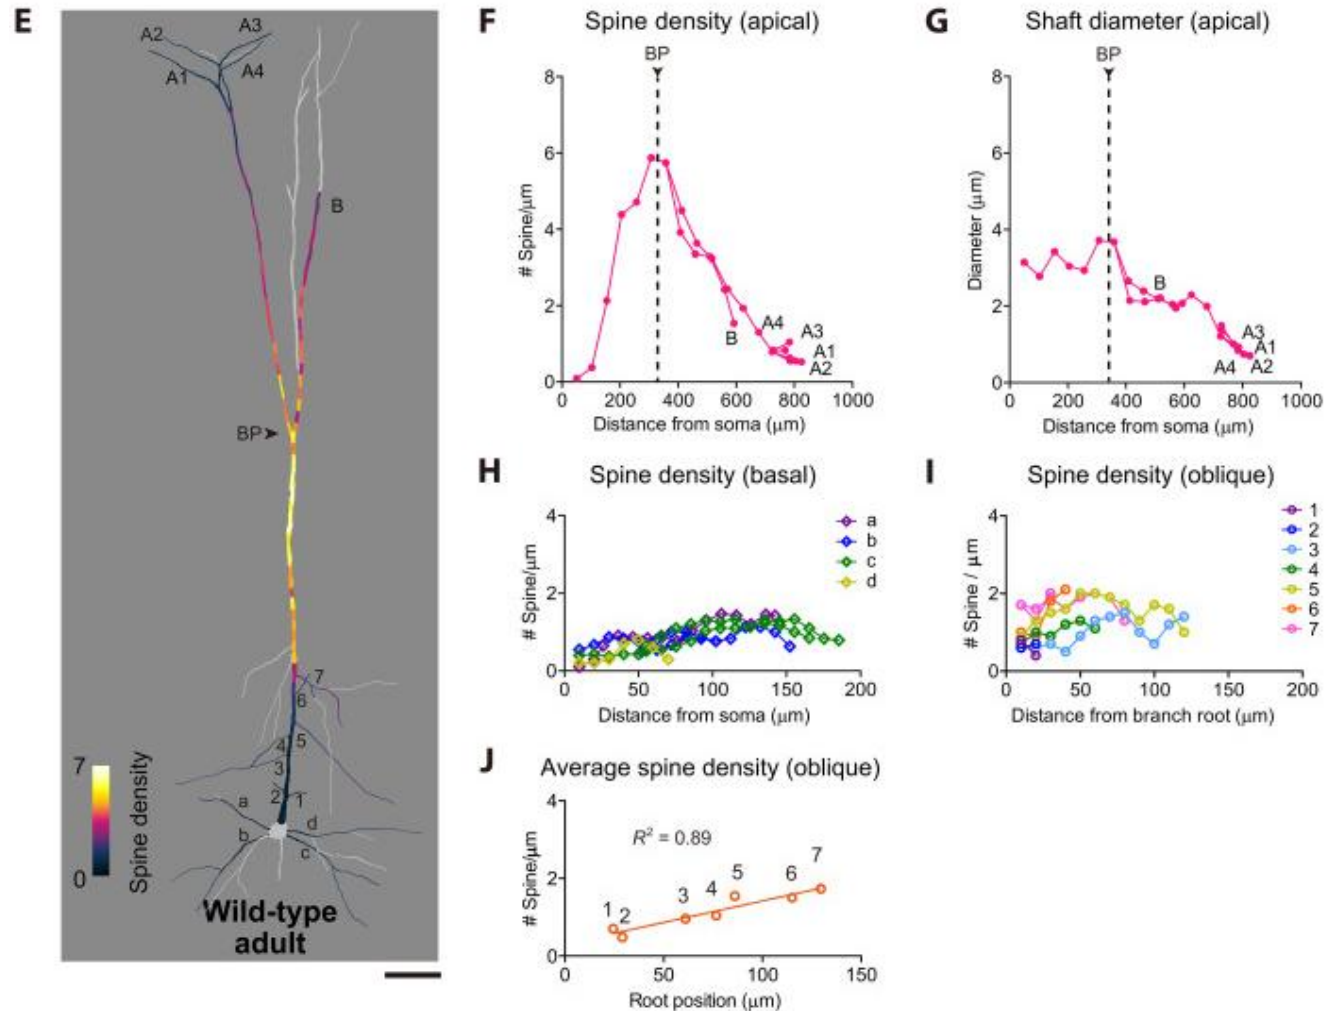 E
A2
A3
A1
A4
B
BP
7
6
5
4
3
2
1
a
b
d
c
7
0
Spine density
Wild-type
adult
F
Spine density (apical)
BP
8
6
4
2
0
# Spine/μm
A4
A3
B
A1
A2
0 200 400 600 800 1000
Distance from soma (μm)
G
Shaft diameter (apical)
BP
8
6
4
2
0
Diameter (μm)
B
A3
A1
A4
A2
0 200 400 600 800 1000
Distance from soma (μm)
H
Spine density (basal)
4
2
0
# Spine/μm
a
b
c
d
0 50 100 150 200
Distance from soma (μm)
I
Spine density (oblique)
4
2
0
# Spine / μm
1
2
3
4
5
6
7
0 50 100 150 200
Distance from branch root (μm)
J
Average spine density (oblique)
4
2
0
# Spine/μm
R² = 0.89
1 2 3 4 5 6 7
0 50 100 150
Root position (μm)